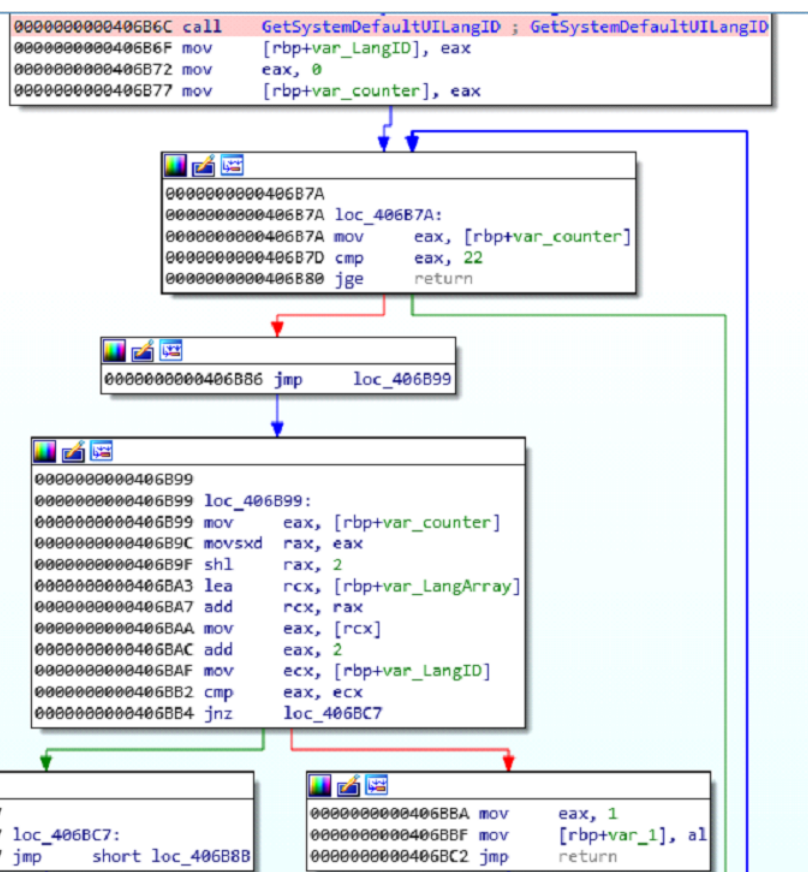 0000000000406B6C call GetSystemDefaultUILangID ; GetSystemDefaultUILangID
0000000000406B6F mov [rbp+var_LangID], eax
0000000000406B72 mov eax, 0
0000000000406B77 mov [rbp+var_counter], eax
0000000000406B7A
0000000000406B7A loc_406B7A:
0000000000406B7A mov eax, [rbp+var_counter]
0000000000406B7D cmp eax, 22
0000000000406B80 jge return
0000000000406B86 jmp loc_406B99
0000000000406B99
0000000000406B99 loc_406B99:
0000000000406B99 mov eax, [rbp+var_counter]
0000000000406B9C movsxd rax, eax
0000000000406B9F shl rax, 2
0000000000406BA3 lea rcx, [rbp+var_LangArray]
0000000000406BA7 add rcx, rax
0000000000406BAA mov eax, [rcx]
0000000000406BAC add eax, 2
0000000000406BAF mov ecx, [rbp+var_LangID]
0000000000406BB2 cmp eax, ecx
0000000000406BB4 jnz loc_406BC7
loc_406BC7:
jmp short loc_406B8B
0000000000406BBA mov eax, 1
0000000000406BBF mov [rbp+var_1], al
0000000000406BC2 jmp return